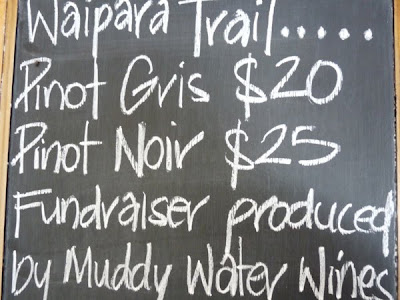 Waipara Trail.....
Pinot Gris $20
Pinot Noir $25
Fundraiser produced
by Muddy Water Wines